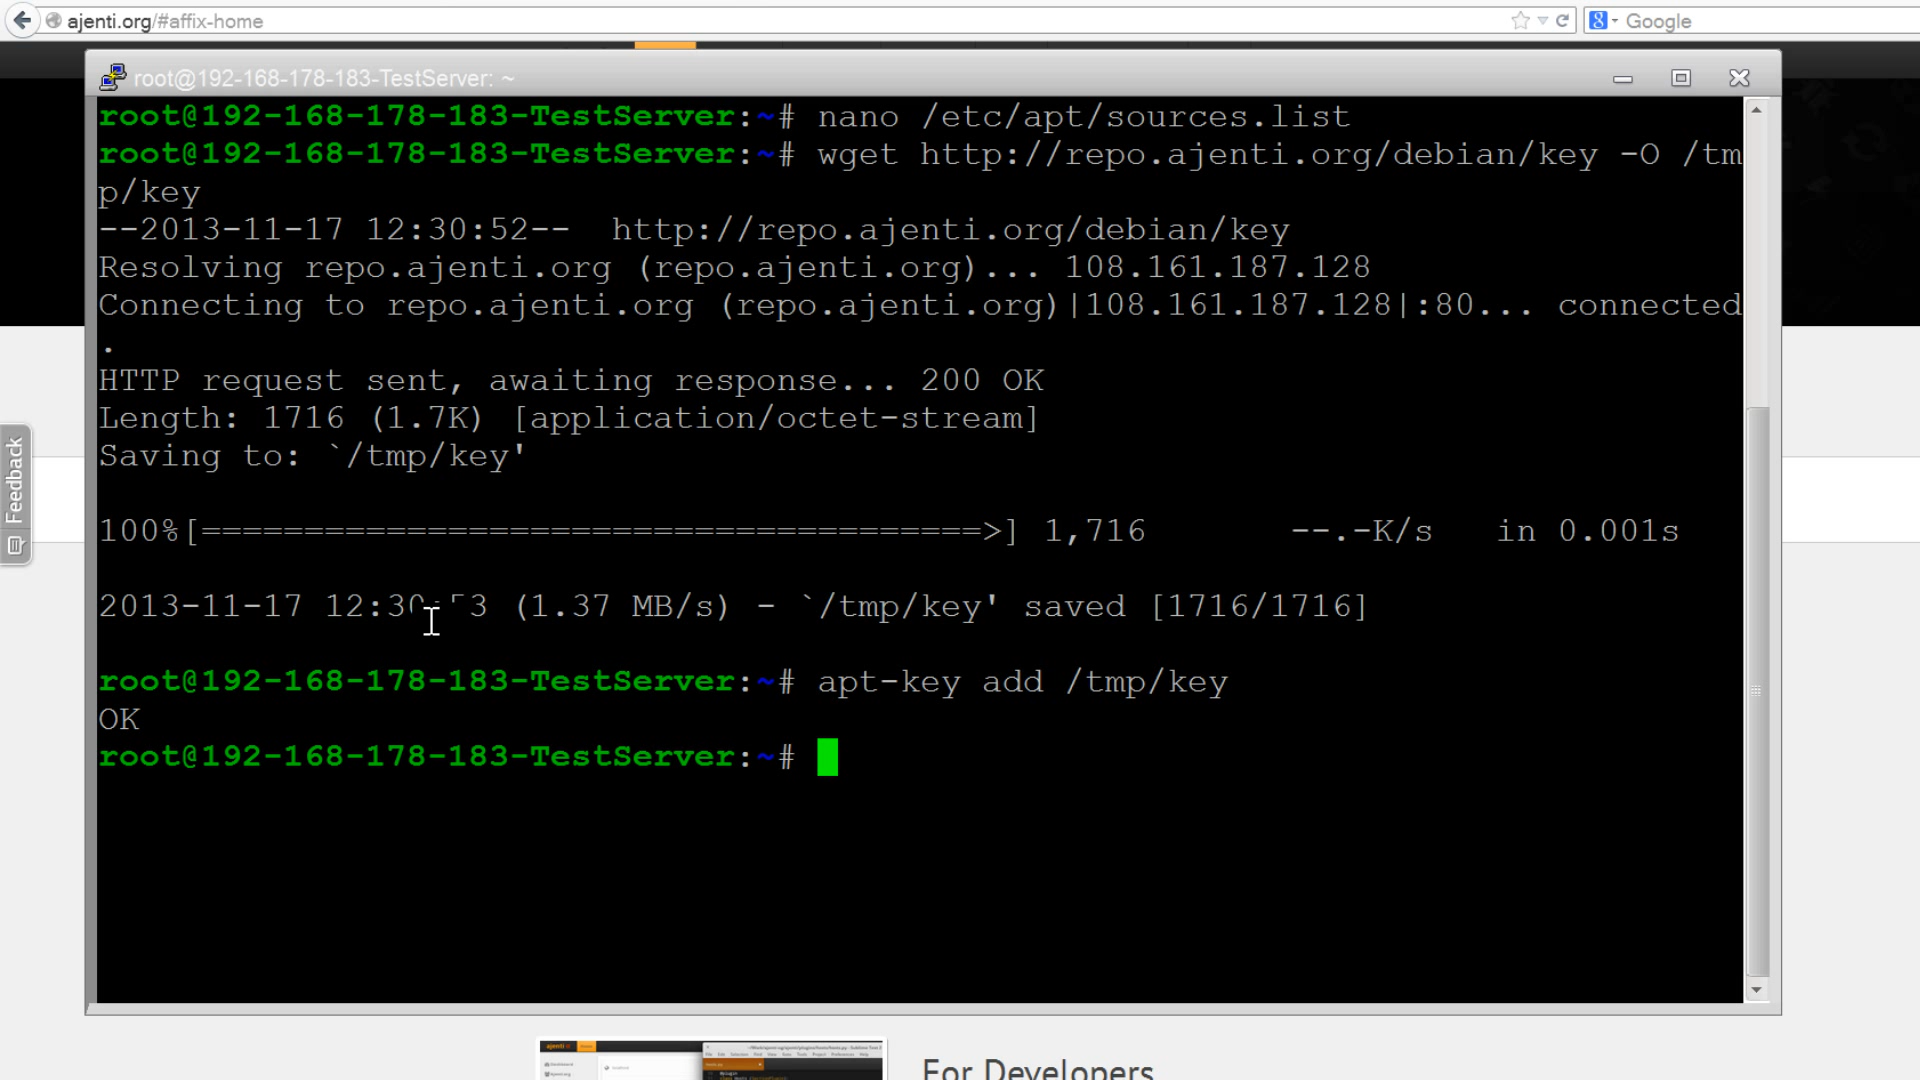 ajenti.org/#affix-home
8 Google
root@192-168-178-183-TestServer: ~
root@192-168-178-183-TestServer:~# nano /etc/apt/sources.list
root@192-168-178-183-TestServer:~# wget http://repo.ajenti.org/debian/key -O /tm
p/key
--2013-11-17 12:30:52--  http://repo.ajenti.org/debian/key
Resolving repo.ajenti.org (repo.ajenti.org)... 108.161.187.128
Connecting to repo.ajenti.org (repo.ajenti.org)|108.161.187.128|:80... connected
.
HTTP request sent, awaiting response... 200 OK
Length: 1716 (1.7K) [application/octet-stream]
Saving to: `/tmp/key'
Feedback
100%[======================================>] 1,716       --.-K/s   in 0.001s
2013-11-17 12:30:53 (1.37 MB/s) - `/tmp/key' saved [1716/1716]
root@192-168-178-183-TestServer:~# apt-key add /tmp/key
OK
root@192-168-178-183-TestServer:~#
ajenti
For Developers